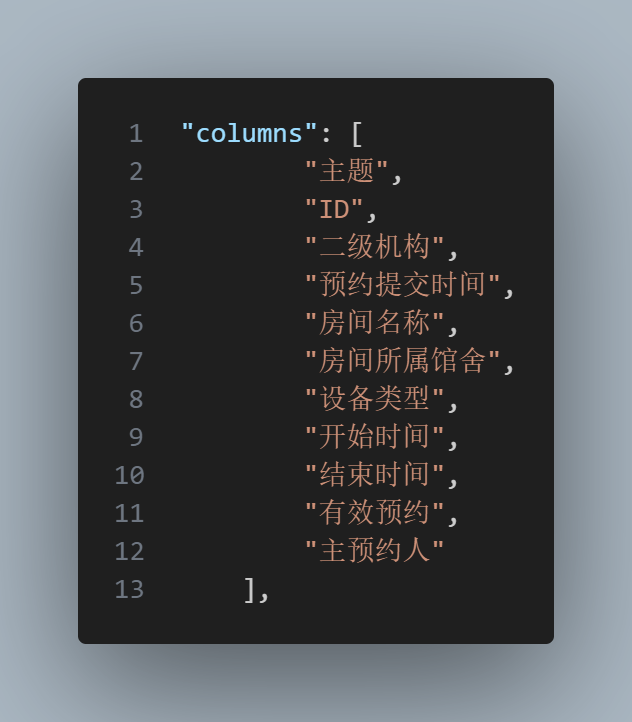 1 "columns": [
2 "主题",
3 "ID",
4 "二级机构",
5 "预约提交时间",
6 "房间名称",
7 "房间所属馆舍",
8 "设备类型",
9 "开始时间",
10 "结束时间",
11 "有效预约",
12 "主预约人"
13 ],